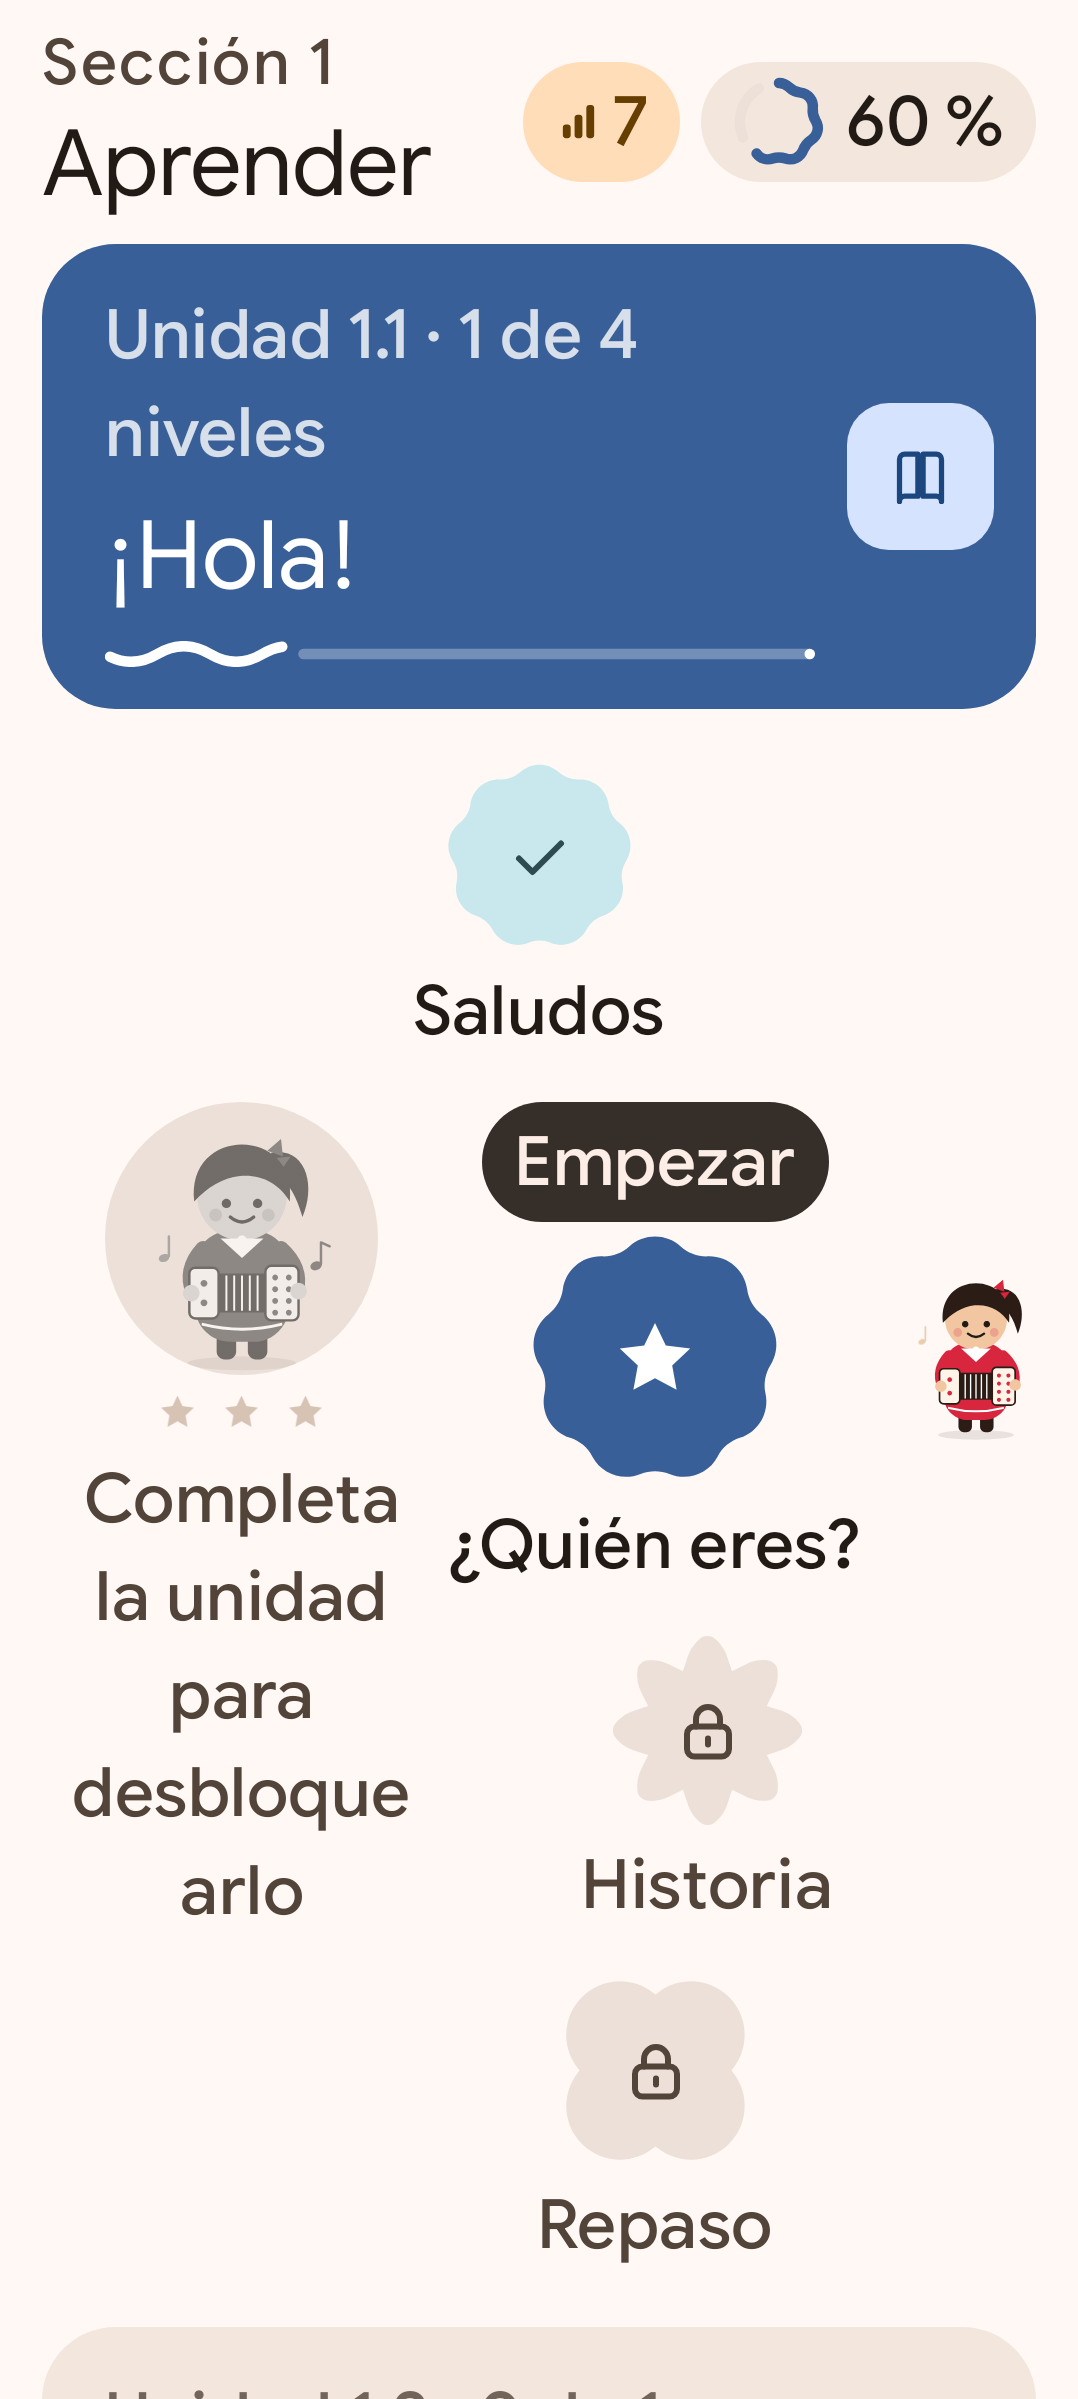 Sección 1
Aprender
7
60 %
Unidad 1.1 · 1 de 4
niveles
¡Hola!
Saludos
Empezar
¿Quién eres?
Completa
la unidad
para
desbloque
arlo
Historia
Repaso